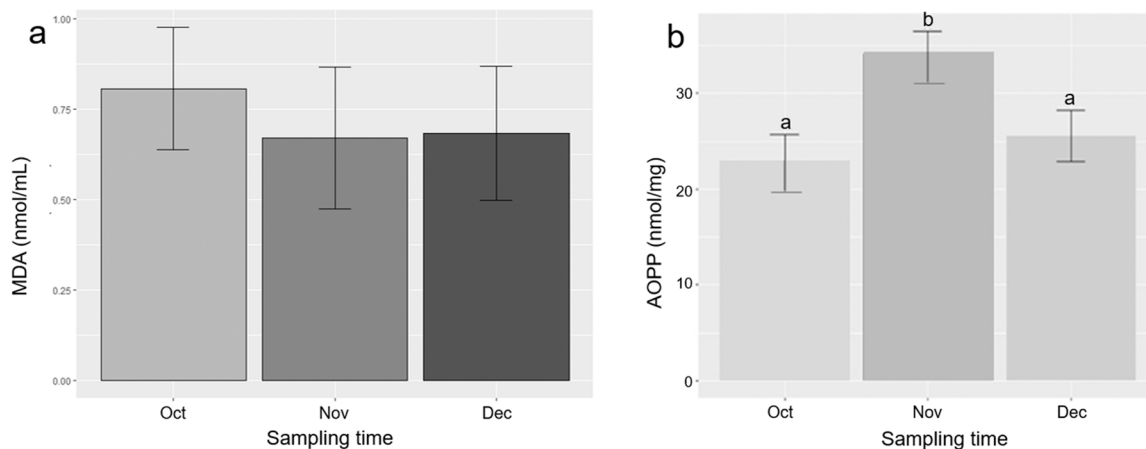 a
MDA (nmol/mL)
1.00
0.75
0.50
0.25
0.00
Oct Nov Dec
Sampling time
b
AOPP (nmol/mg)
30
20
10
0
a
b
a
Oct Nov Dec
Sampling time